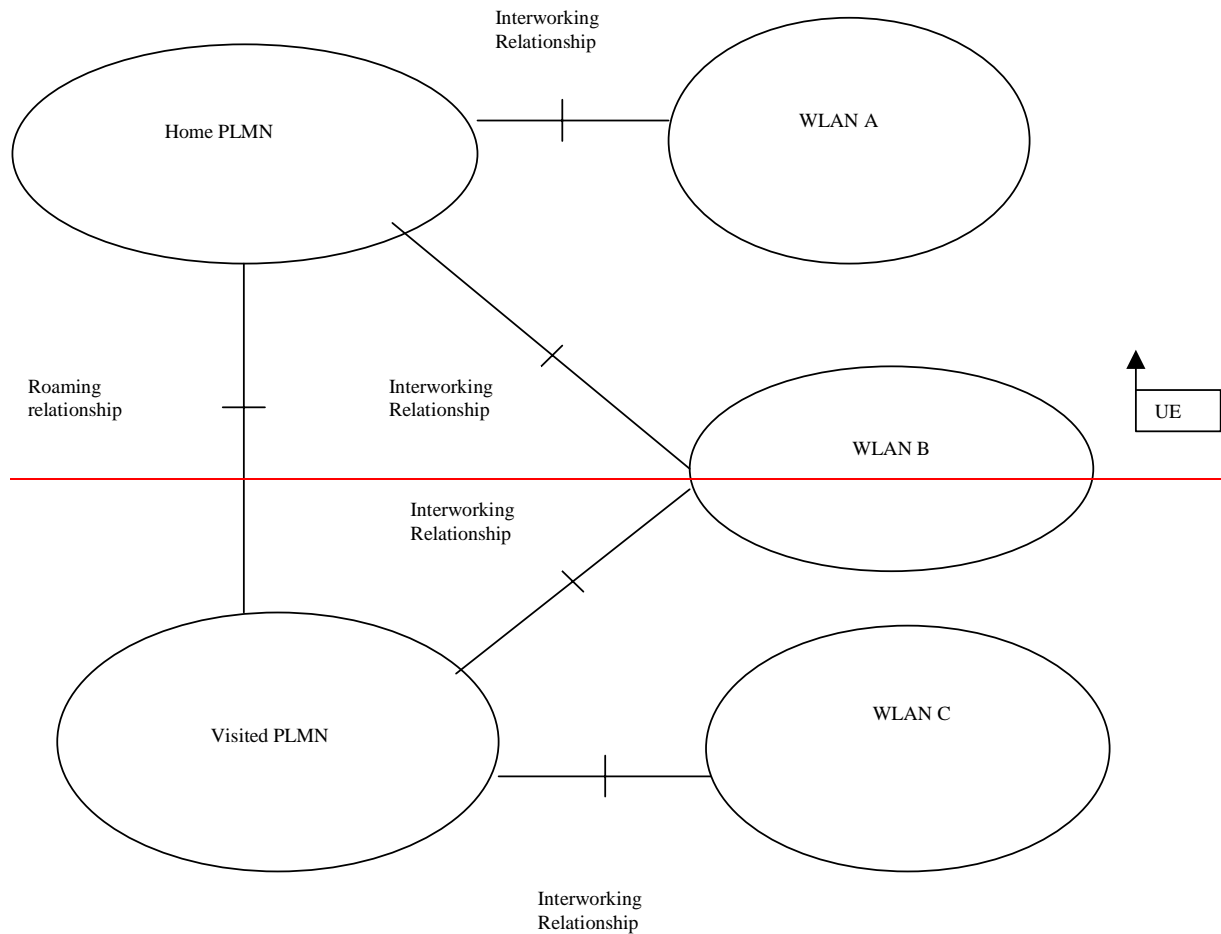 Interworking
Relationship
Home PLMN
WLAN A
Roaming
relationship
Interworking
Relationship
UE
WLAN B
Interworking
Relationship
Visited PLMN
WLAN C
Interworking
Relationship